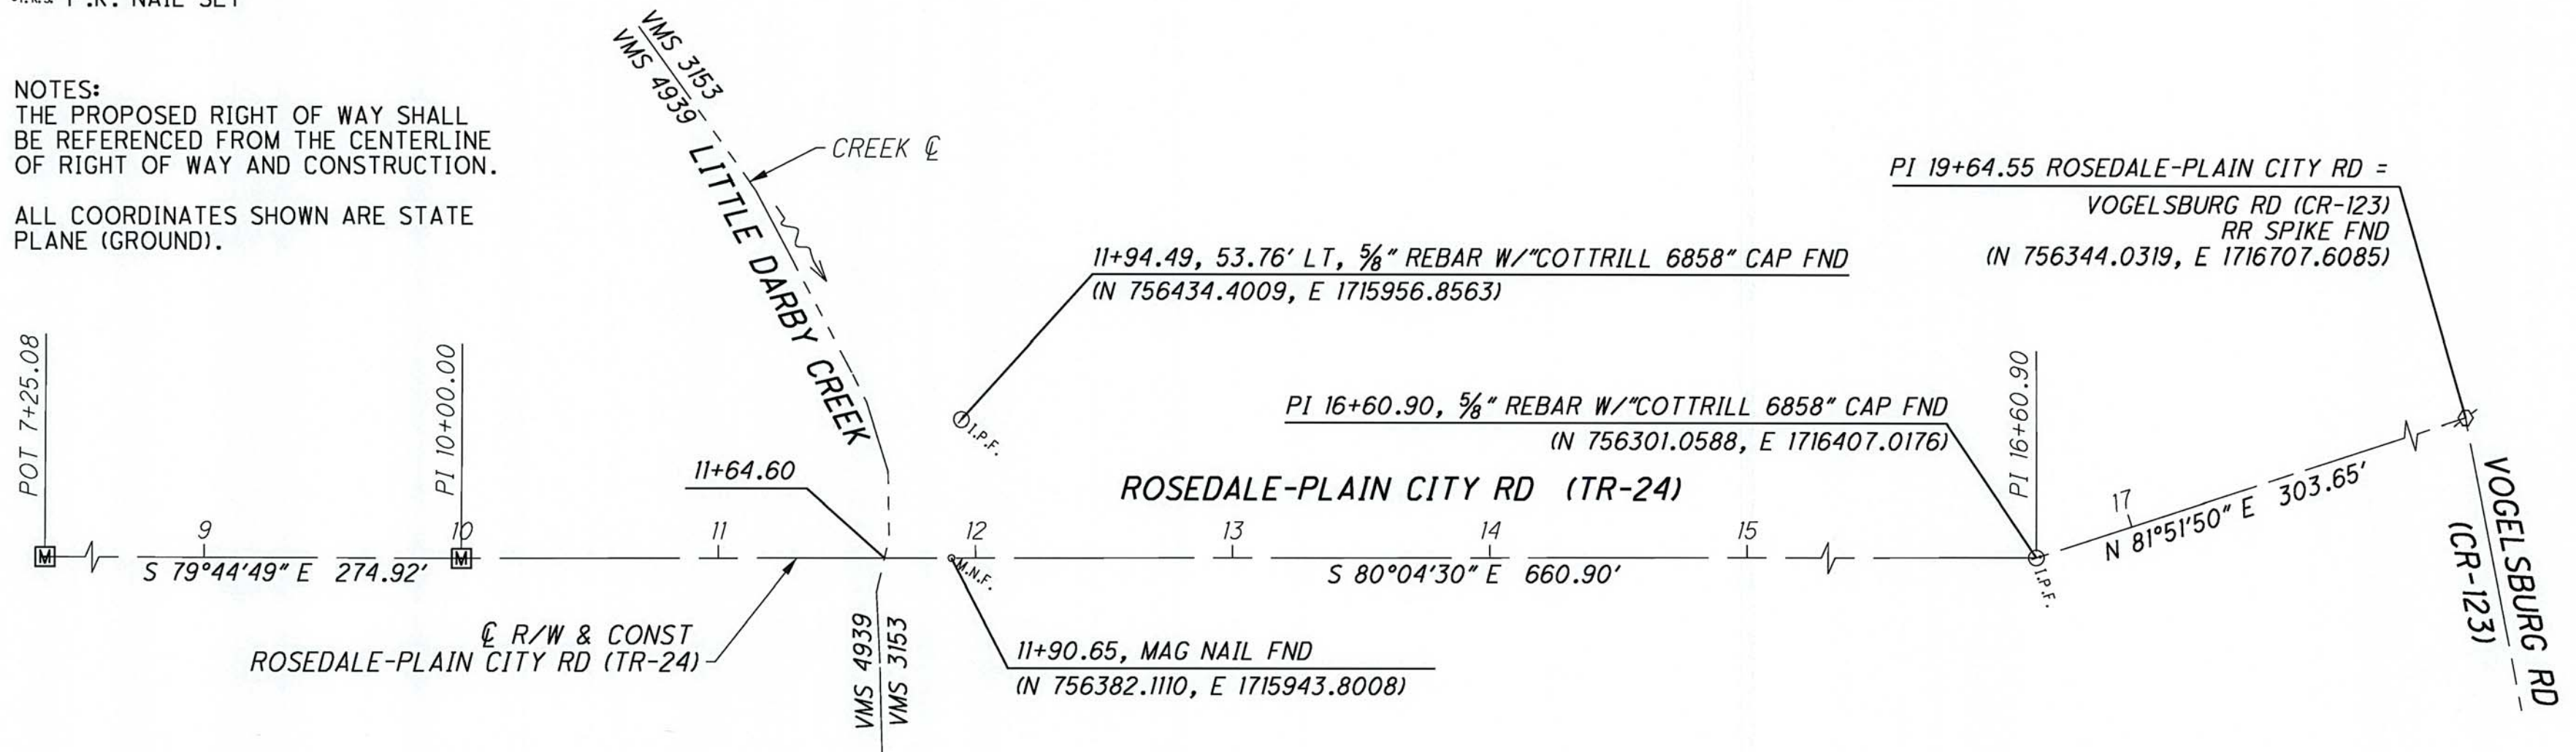 P.K. NAIL SET
NOTES:
THE PROPOSED RIGHT OF WAY SHALL
BE REFERENCED FROM THE CENTERLINE
OF RIGHT OF WAY AND CONSTRUCTION.
ALL COORDINATES SHOWN ARE STATE
PLANE (GROUND).
VMS 3153
VMS 4939
LITTLE DARBY CREEK
CREEK ℄
PI 19+64.55 ROSEDALE-PLAIN CITY RD =
VOGELSBURG RD (CR-123)
RR SPIKE FND
(N 756344.0319, E 1716707.6085)
11+94.49, 53.76' LT, ⅝" REBAR W/"COTTRILL 6858" CAP FND
(N 756434.4009, E 1715956.8563)
I.P.F.
PI 16+60.90, ⅝" REBAR W/"COTTRILL 6858" CAP FND
(N 756301.0588, E 1716407.0176)
POT 7+25.08
PI 10+00.00
11+64.60
ROSEDALE-PLAIN CITY RD (TR-24)
PI 16+60.90
9
10
11
12
13
14
15
17
M
M
M.N.F.
I.P.F.
S 79°44'49" E 274.92'
S 80°04'30" E 660.90'
N 81°51'50" E 303.65'
VOGELSBURG RD
(CR-123)
℄ R/W & CONST
ROSEDALE-PLAIN CITY RD (TR-24)
VMS 4939
VMS 3153
11+90.65, MAG NAIL FND
(N 756382.1110, E 1715943.8008)